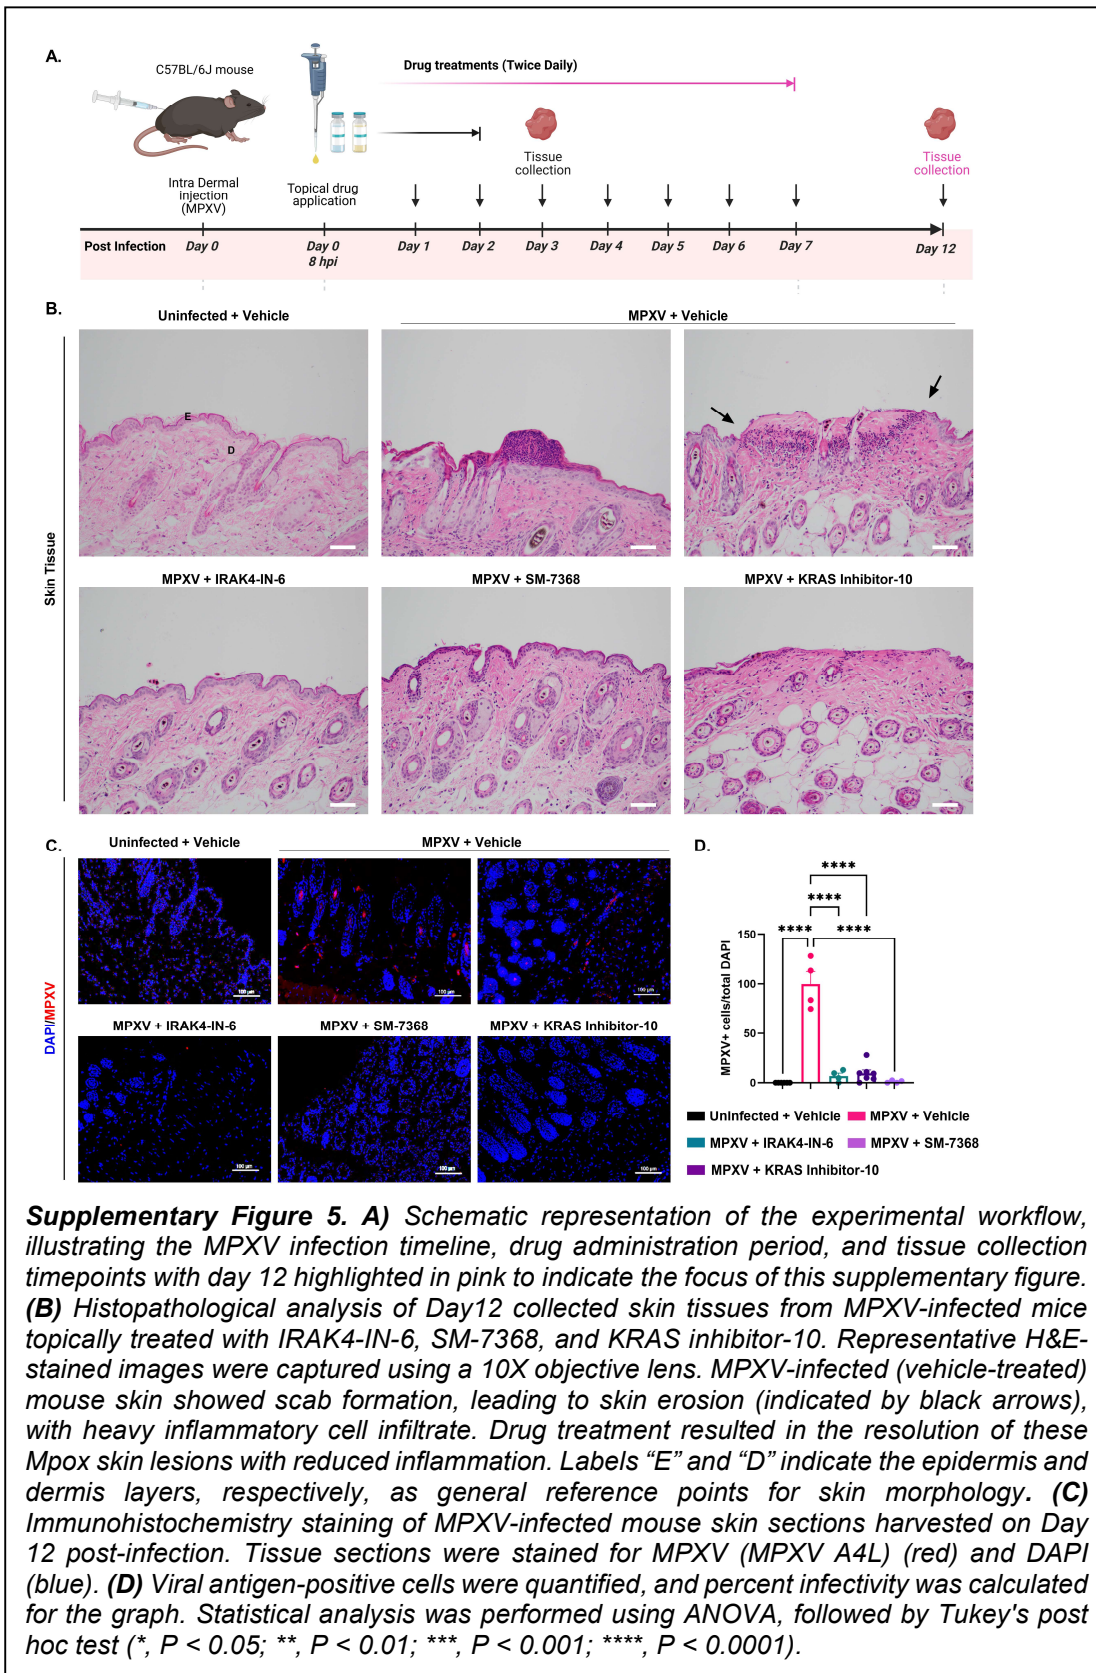 A.
C57BL/6J mouse
Drug treatments (Twice Daily)
Tissue
collection
Tissue
collection
Intra Dermal
injection
(MPXV)
Topical drug
application
Post Infection
Day 0
Day 0
8 hpi
Day 1
Day 2
Day 3
Day 4
Day 5
Day 6
Day 7
Day 12
B.
Uninfected + Vehicle
MPXV + Vehicle
Skin Tissue
E
D
MPXV + IRAK4-IN-6
MPXV + SM-7368
MPXV + KRAS Inhibitor-10
C.
Uninfected + Vehicle
MPXV + Vehicle
DAPI/MPXV
100 μm
100 μm
100 μm
MPXV + IRAK4-IN-6
MPXV + SM-7368
MPXV + KRAS Inhibitor-10
100 μm
100 μm
100 μm
D.
****
****
****
****
MPXV+ cells/total DAPI
150
100
50
0
Uninfected + Vehicle
MPXV + Vehicle
MPXV + IRAK4-IN-6
MPXV + SM-7368
MPXV + KRAS Inhibitor-10
Supplementary Figure 5. A) Schematic representation of the experimental workflow,
illustrating the MPXV infection timeline, drug administration period, and tissue collection
timepoints with day 12 highlighted in pink to indicate the focus of this supplementary figure.
(B) Histopathological analysis of Day12 collected skin tissues from MPXV-infected mice
topically treated with IRAK4-IN-6, SM-7368, and KRAS inhibitor-10. Representative H&E-
stained images were captured using a 10X objective lens. MPXV-infected (vehicle-treated)
mouse skin showed scab formation, leading to skin erosion (indicated by black arrows),
with heavy inflammatory cell infiltrate. Drug treatment resulted in the resolution of these
Mpox skin lesions with reduced inflammation. Labels “E” and “D” indicate the epidermis and
dermis layers, respectively, as general reference points for skin morphology. (C)
Immunohistochemistry staining of MPXV-infected mouse skin sections harvested on Day
12 post-infection. Tissue sections were stained for MPXV (MPXV A4L) (red) and DAPI
(blue). (D) Viral antigen-positive cells were quantified, and percent infectivity was calculated
for the graph. Statistical analysis was performed using ANOVA, followed by Tukey's post
hoc test (*, P < 0.05; **, P < 0.01; ***, P < 0.001; ****, P < 0.0001).